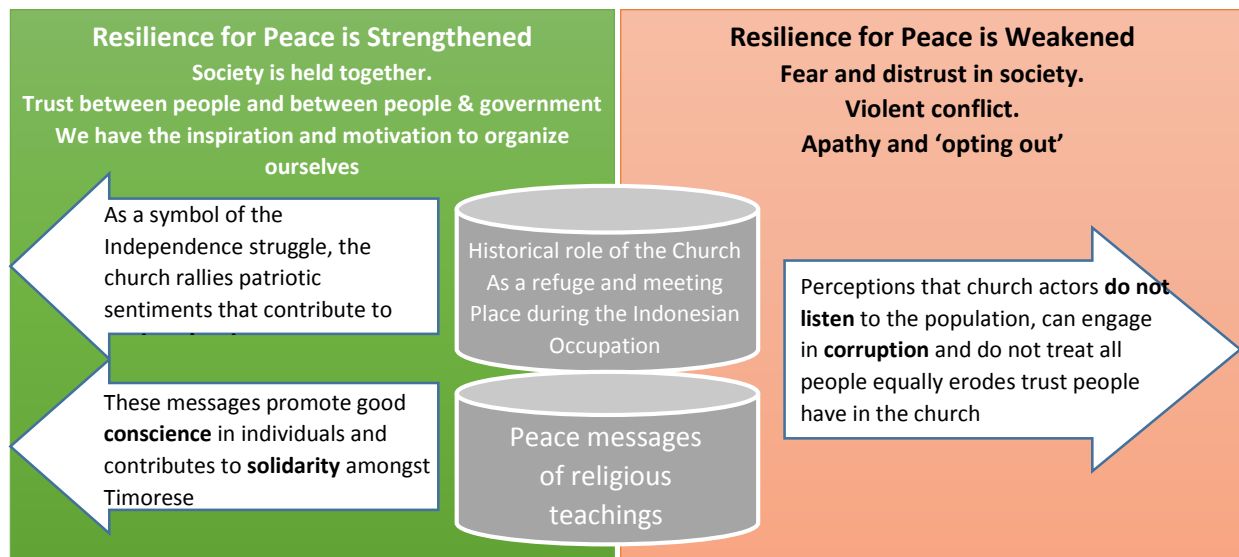 Resilience for Peace is Strengthened
Society is held together.
Trust between people and between people & government
We have the inspiration and motivation to organize
ourselves
As a symbol of the
Independence struggle, the
church rallies patriotic
sentiments that contribute to
These messages promote good
conscience in individuals and
contributes to solidarity amongst
Timorese
Historical role of the Church
As a refuge and meeting
Place during the Indonesian
Occupation
Peace messages
of religious
teachings
Resilience for Peace is Weakened
Fear and distrust in society.
Violent conflict.
Apathy and ‘opting out’
Perceptions that church actors do not
listen to the population, can engage
in corruption and do not treat all
people equally erodes trust people
have in the church